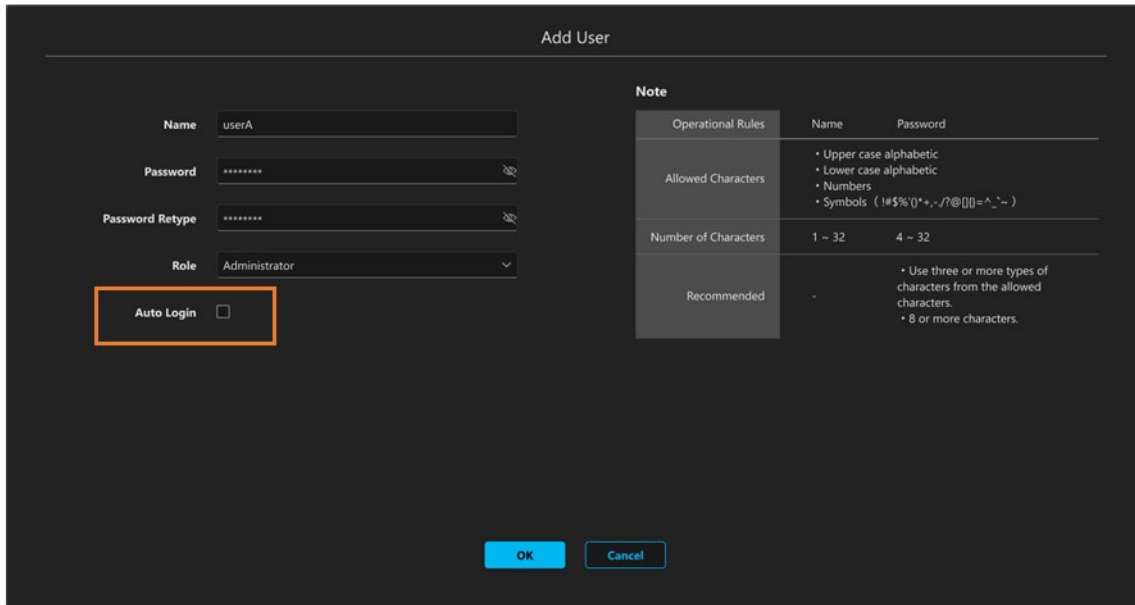 Add User
Name
userA
Password
********
Password Retype
********
Role
Administrator
Auto Login
Note
Operational Rules
Name
Password
Allowed Characters
・Upper case alphabetic
・Lower case alphabetic
・Numbers
・Symbols（ !#$%'()*+,-./?@[]{}=^_`~ ）
Number of Characters
1 ~ 32
4 ~ 32
Recommended
-
・Use three or more types of
characters from the allowed
characters.
・8 or more characters.
OK
Cancel